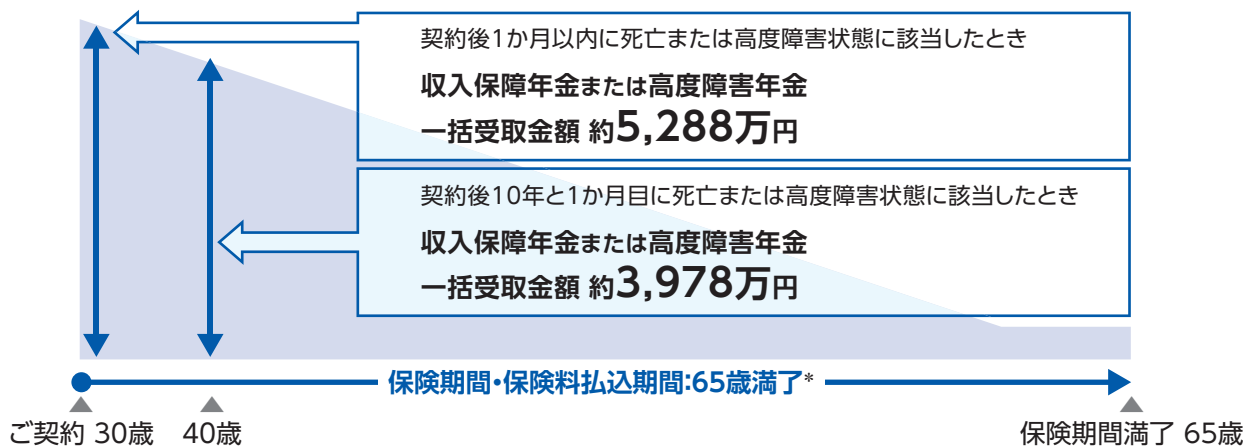 契約後1か月以内に死亡または高度障害状態に該当したとき
収入保障年金または高度障害年金
一括受取金額 約5,288万円
契約後10年と1か月目に死亡または高度障害状態に該当したとき
収入保障年金または高度障害年金
一括受取金額 約3,978万円
保険期間・保険料払込期間:65歳満了*
ご契約 30歳
40歳
保険期間満了 65歳